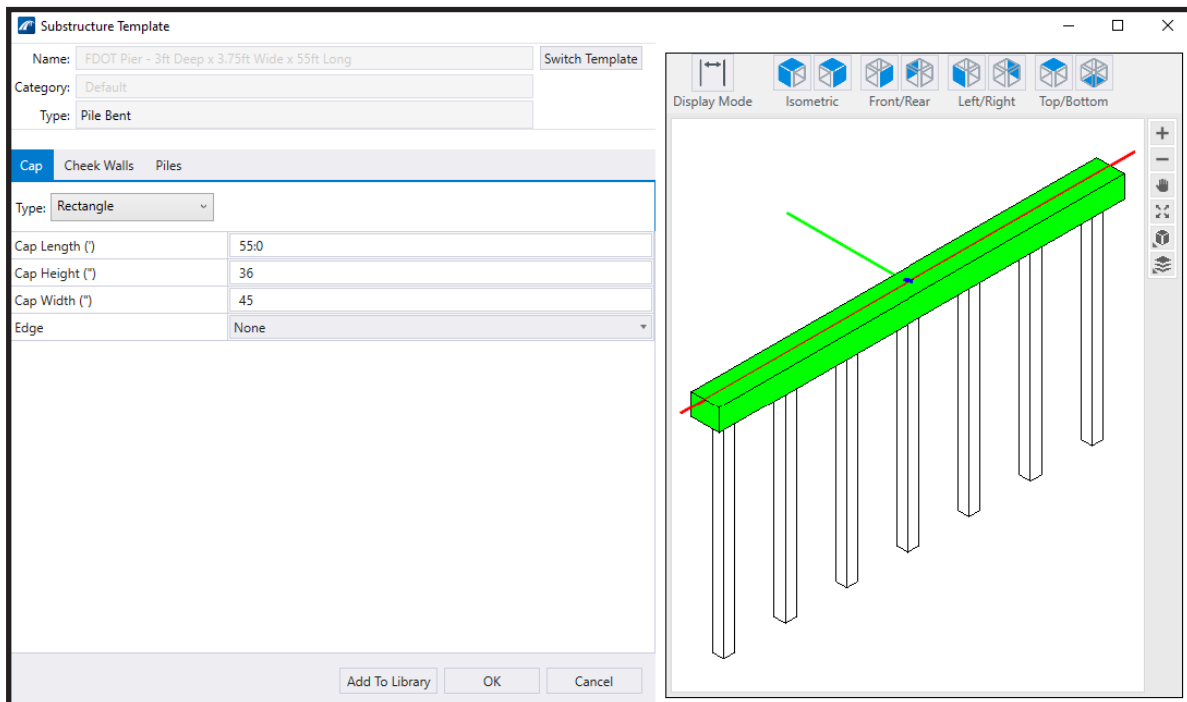 Substructure Template
Name: FDOT Pier - 3ft Deep x 3.75ft Wide x 55ft Long Switch Template
Category: Default
Type: Pile Bent
Display Mode Isometric Front/Rear Left/Right Top/Bottom
Cap Cheek Walls Piles
Type: Rectangle
Cap Length (') 55:0
Cap Height (") 36
Cap Width (") 45
Edge None
Add To Library OK Cancel